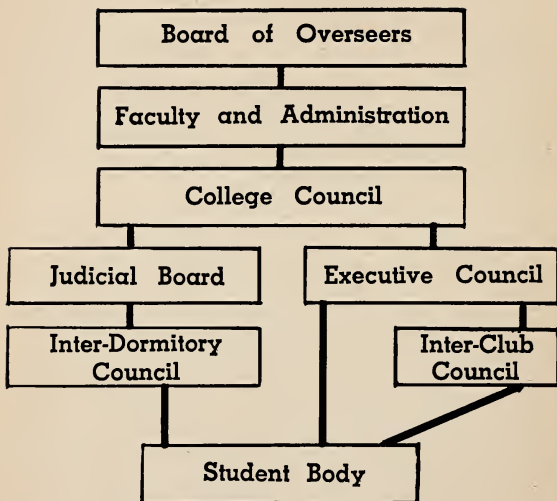 Board of Overseers
Faculty and Administration
College Council
Judicial Board
Executive Council
Inter-Dormitory
Council
Inter-Club
Council
Student Body